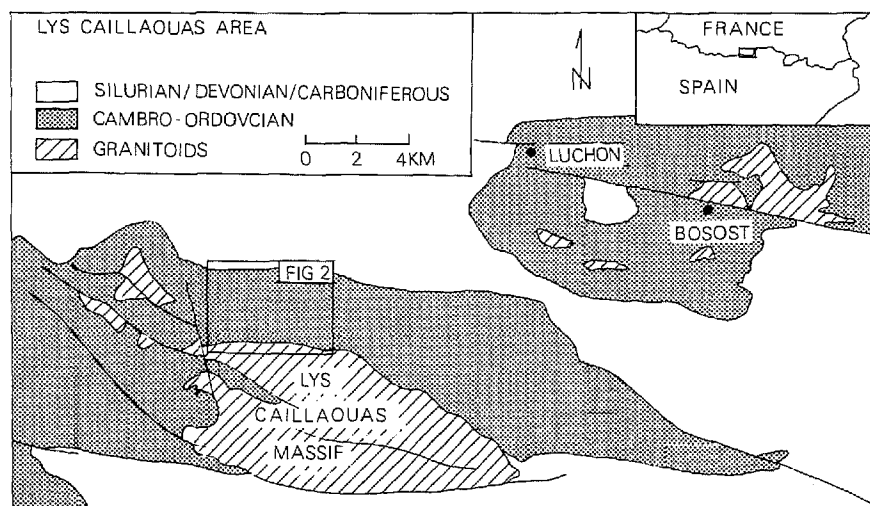 LYS CAILLAOUAS AREA
SILURIAN/DEVONIAN/CARBONIFEROUS
CAMBRO-ORDOVCIAN
GRANITOIDS
0 2 4KM
N
FRANCE
SPAIN
LUCHON
BOSOST
FIG 2
LYS
CAILLAOUAS
MASSIF